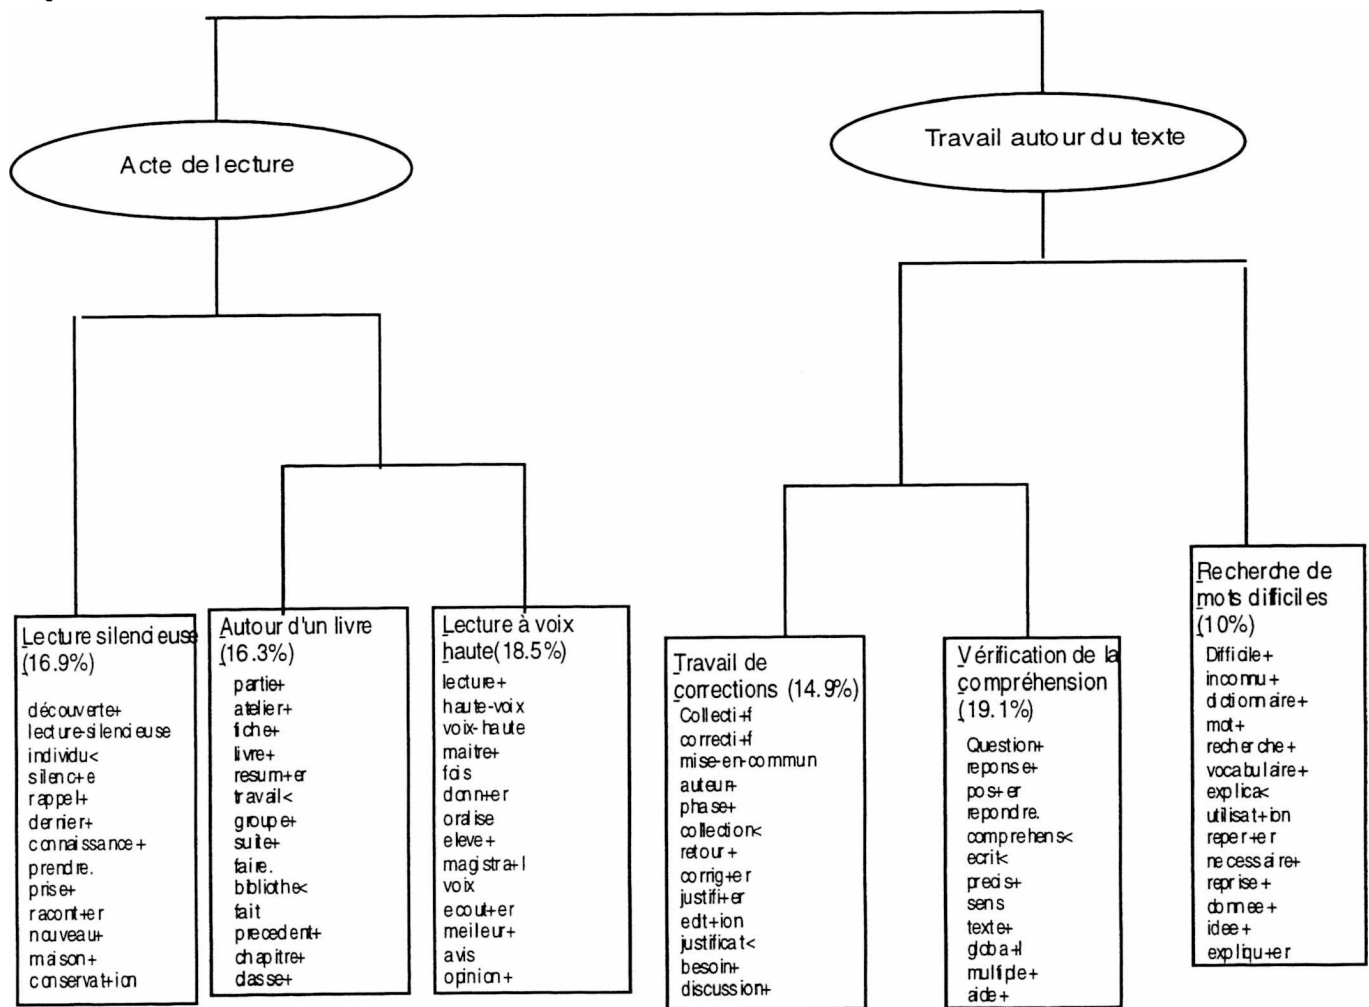 Acte de lecture
Travail autour du texte
Lecture silencieuse
(16.9%)
découverte+
lecture-silencieuse
individu<
silenc+e
rappel+
dernier+
connaissance+
prendre.
prise+
racont+er
nouveau+
maison+
conservat+ion
Autour d'un livre
(16.3%)
partie+
atelier+
fiche+
livre+
resum+er
travail<
groupe+
suite+
faire.
bibliothe<
fait
precedent+
chapitre+
classe+
Lecture à voix
haute(18.5%)
lecture+
haute-voix
voix-haute
maitre+
fois
donn+er
oralise
eleve+
magistra+l
voix
ecout+er
meileur+
avis
opinion+
Travail de
corrections (14.9%)
Collecti+f
correcti+f
mise-en-commun
auteur+
phase+
collection<
retour+
corrig+er
justifi+er
edt+ion
justificat<
besoin+
discussion+
Vérification de la
compréhension
(19.1%)
Question+
reponse+
pos+er
repondre.
comprehens<
ecrit<
precis+
sens
texte+
globa+l
multiple+
aide+
Recherche de
mots difficiles
(10%)
Difficile+
inconnu+
dictionnaire+
mot+
recherche+
vocabulaire+
explica<
utilisat+ion
reper+er
necessaire+
reprise+
donnee+
idee+
expliqu+er